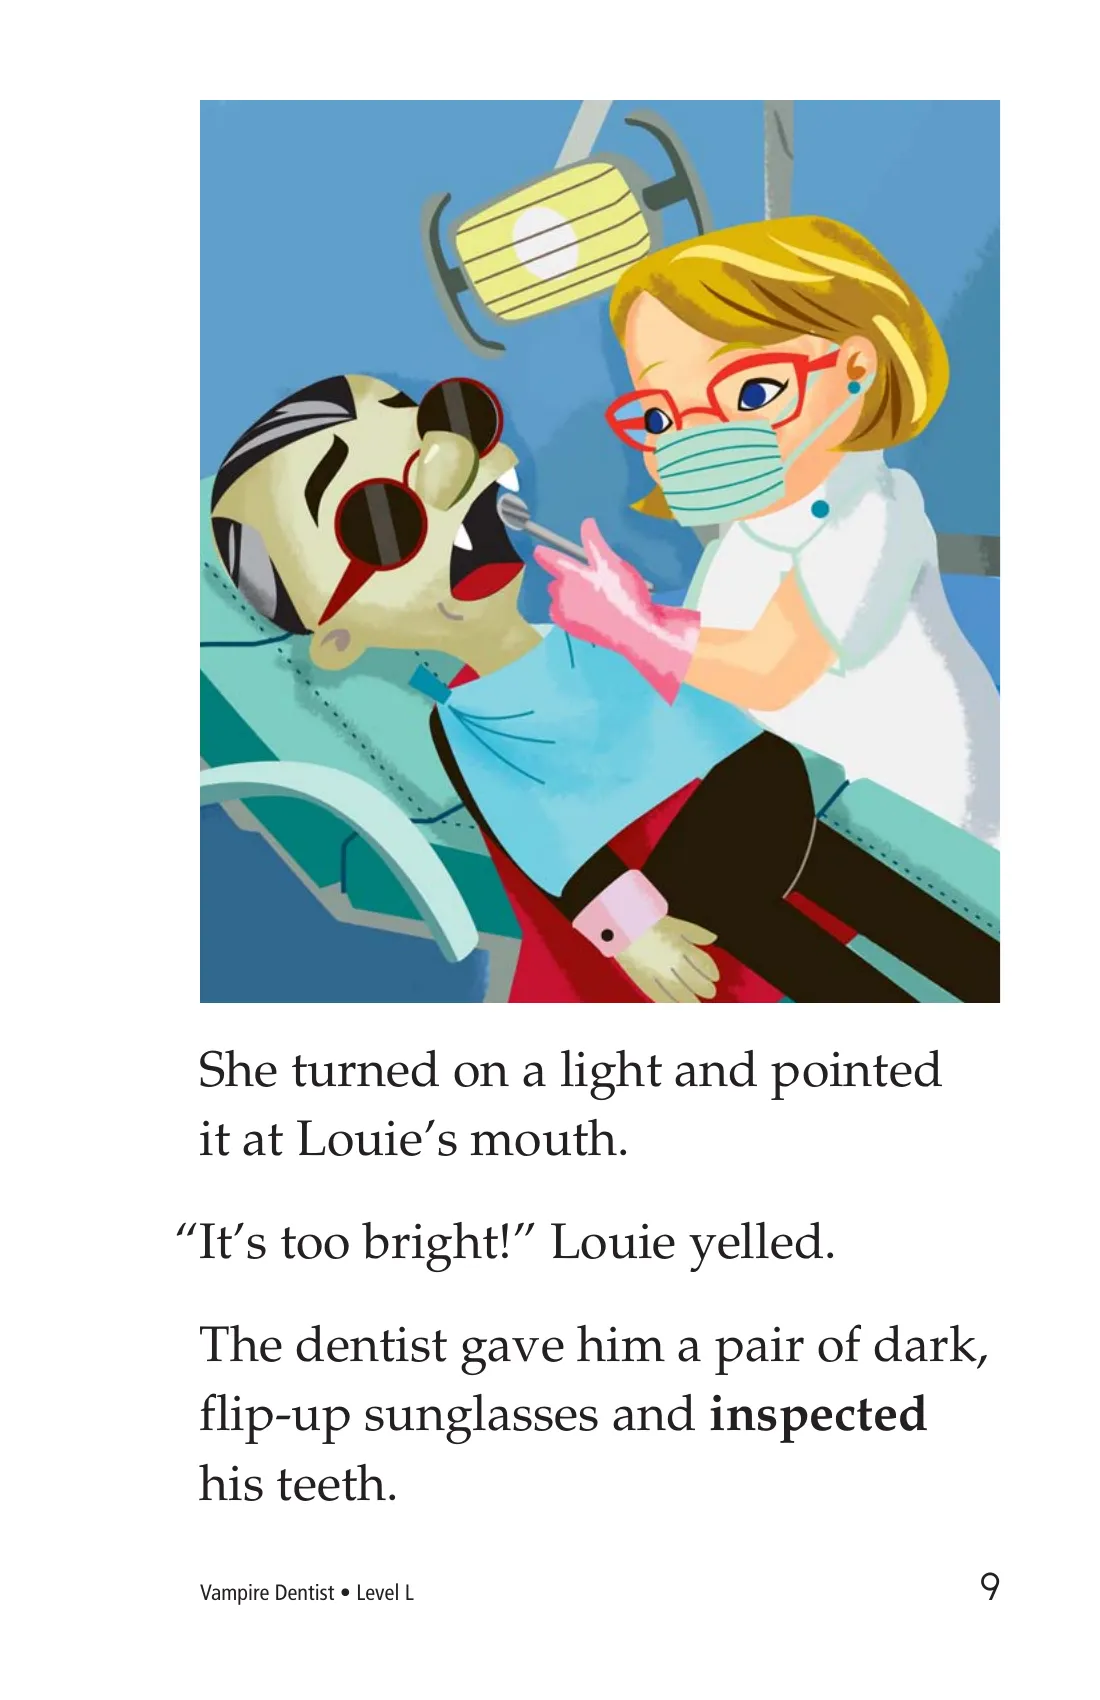 She turned on a light and pointed
it at Louie’s mouth.
“It’s too bright!” Louie yelled.
The dentist gave him a pair of dark,
flip-up sunglasses and inspected
his teeth.
Vampire Dentist • Level L
9